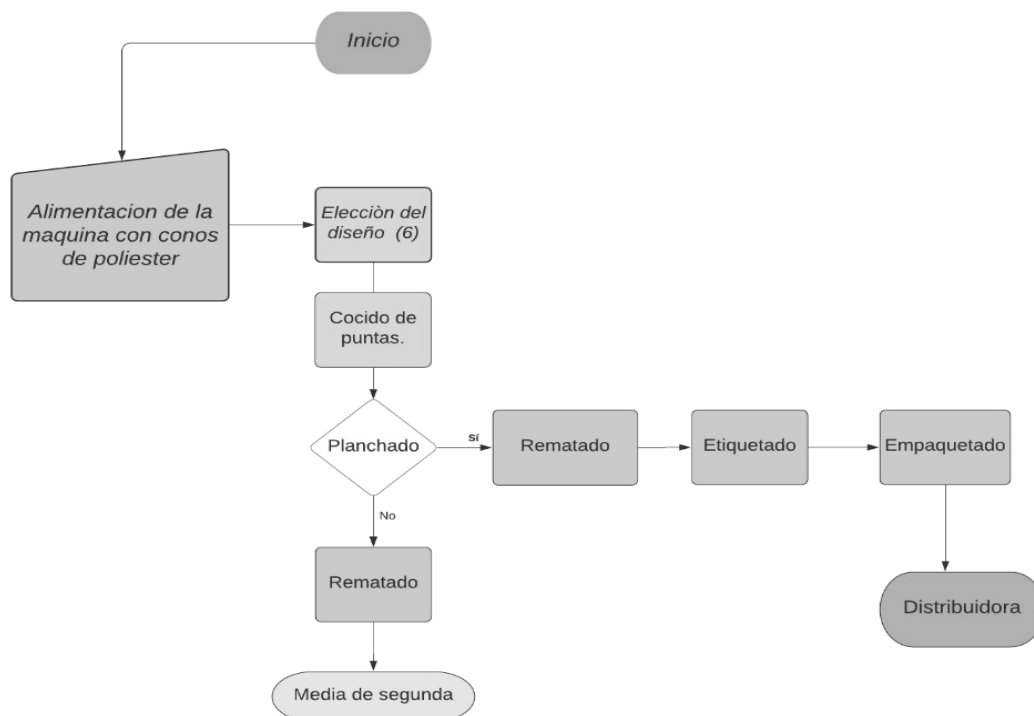 Inicio
Alimentacion de la
maquina con conos
de poliester
Elecciòn del
diseño (6)
Cocido de
puntas.
Planchado
Sí
Rematado
Etiquetado
Empaquetado
No
Rematado
Distribuidora
Media de segunda